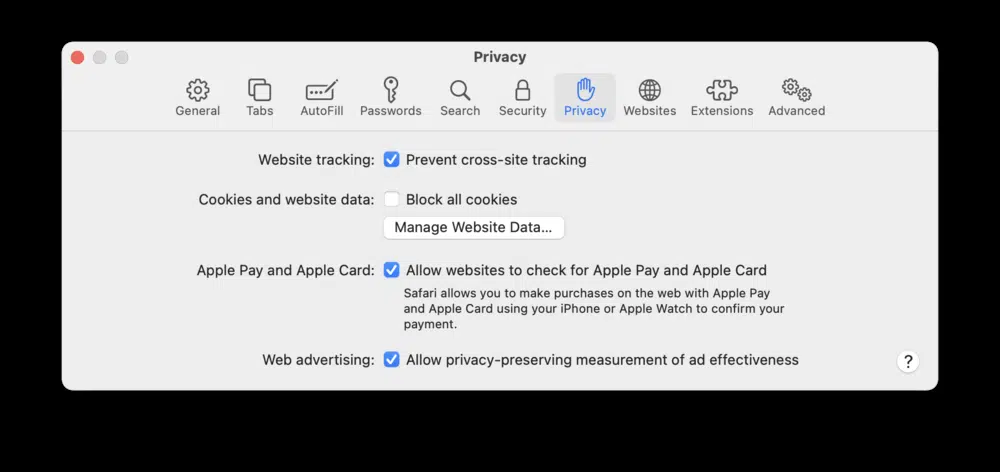 Privacy
General Tabs AutoFill Passwords Search Security Privacy Websites Extensions Advanced
Website tracking: Prevent cross-site tracking
Cookies and website data: Block all cookies
Manage Website Data...
Apple Pay and Apple Card: Allow websites to check for Apple Pay and Apple Card
Safari allows you to make purchases on the web with Apple Pay
and Apple Card using your iPhone or Apple Watch to confirm your
payment.
Web advertising: Allow privacy-preserving measurement of ad effectiveness
?